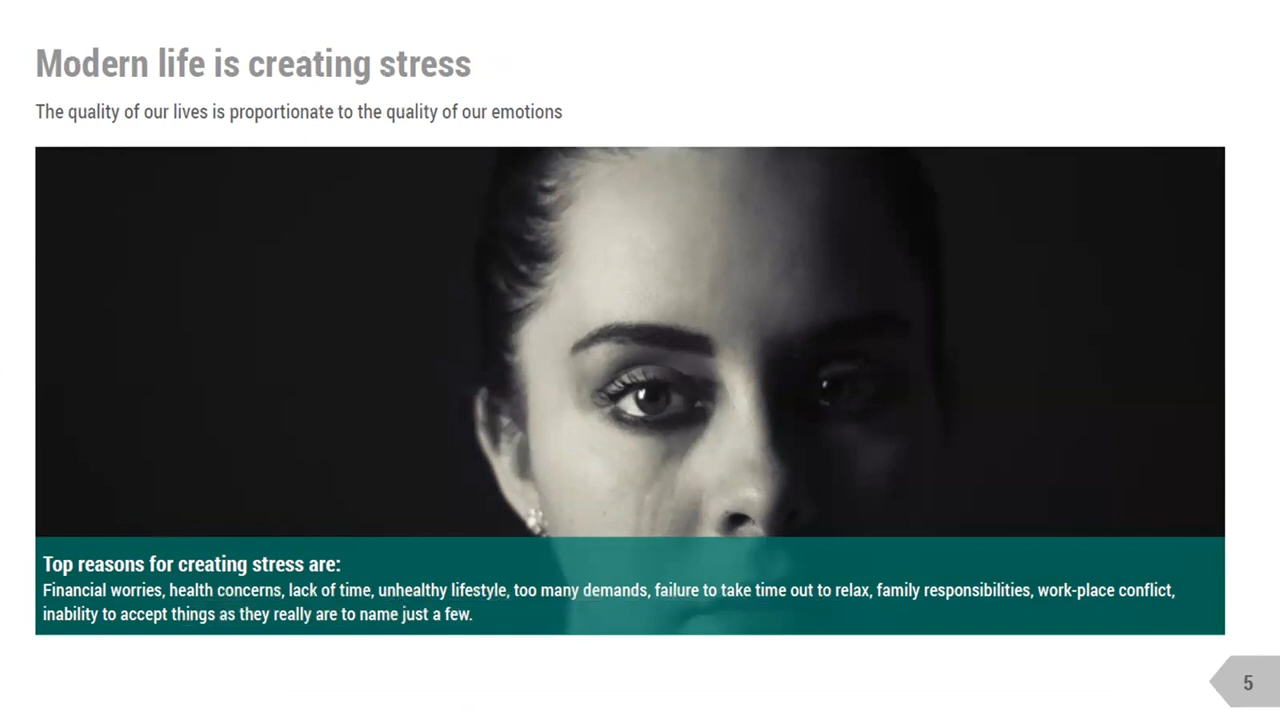 Modern life is creating stress
The quality of our lives is proportionate to the quality of our emotions
Top reasons for creating stress are:
Financial worries, health concerns, lack of time, unhealthy lifestyle, too many demands, failure to take time out to relax, family responsibilities, work-place conflict,
inability to accept things as they really are to name just a few.
5